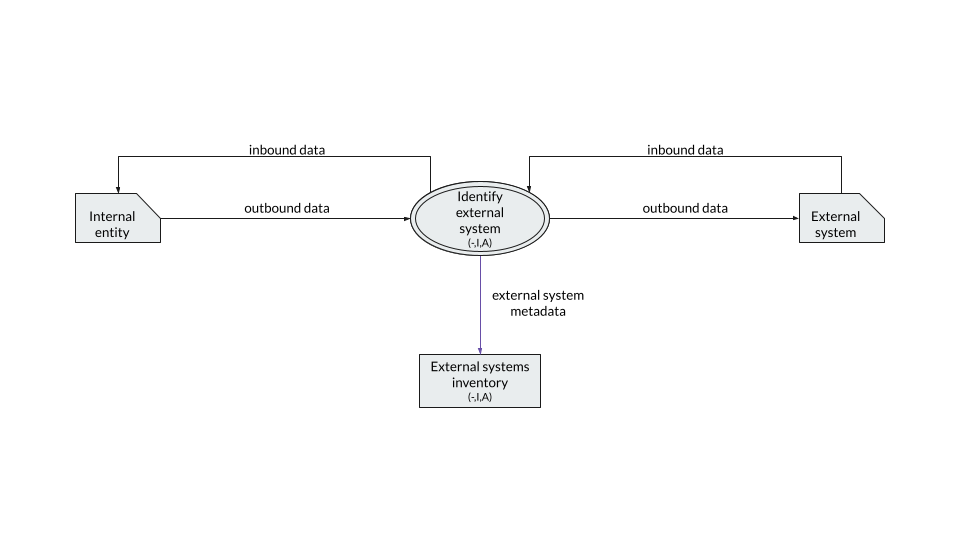 inbound data
inbound data
Internal
entity
outbound data
Identify
external
system
(-,I,A)
outbound data
External
system
external system
metadata
External systems
inventory
(-,I,A)